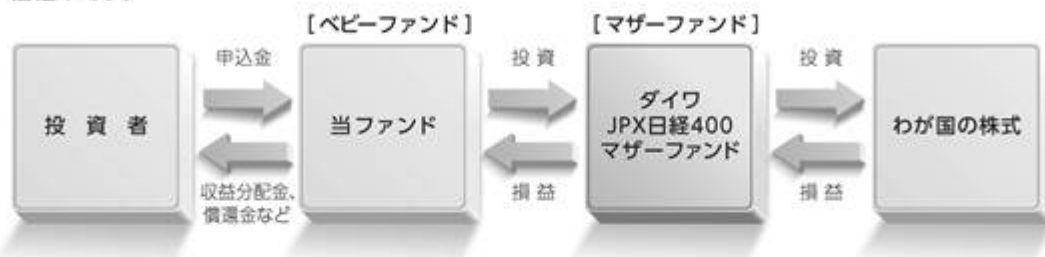 [ベビーファンド]
[マザーファンド]
申込金
投資
投資
投資者
当ファンド
ダイワ
JPX日経400
マザーファンド
わが国の株式
収益分配金、
償還金など
損益
損益